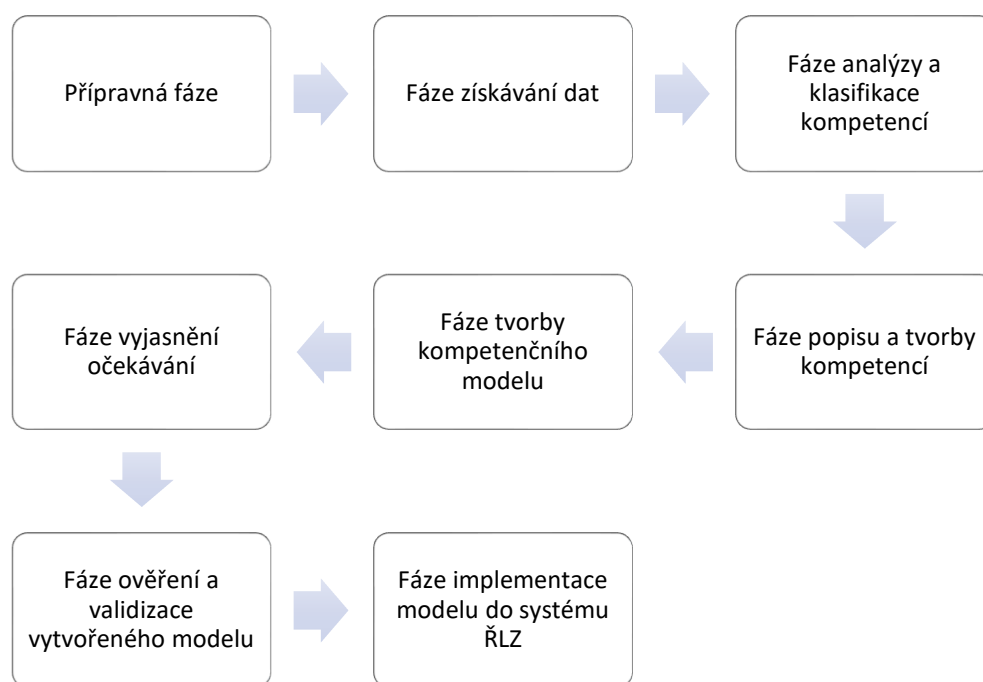 Přípravná fáze
Fáze získávání dat
Fáze analýzy a
klasifikace
kompetencí
Fáze popisu a tvorby
kompetencí
Fáze tvorby
kompetenčního
modelu
Fáze vyjasnění
očekávání
Fáze ověření a
validizace
vytvořeného modelu
Fáze implementace
modelu do systému
ŘLZ